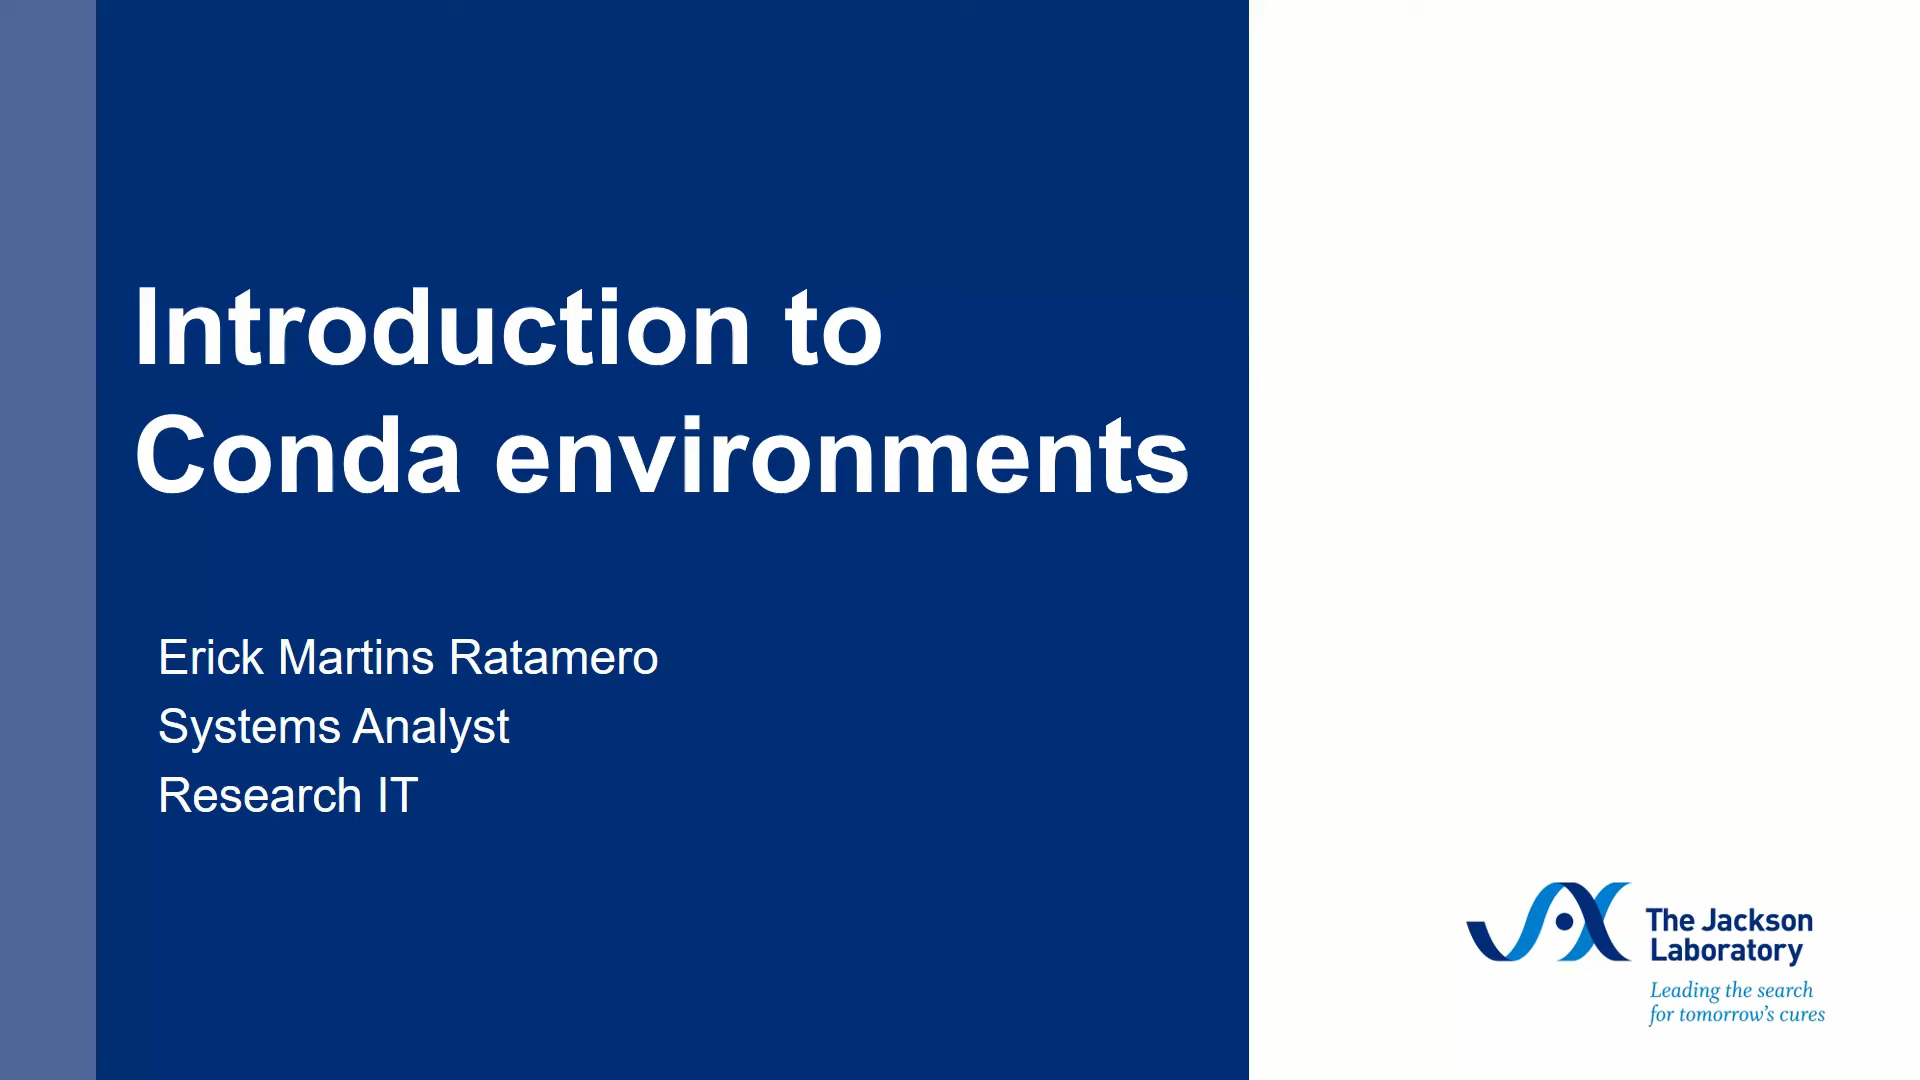 Introduction to
Conda environments
Erick Martins Ratamero
Systems Analyst
Research IT
JAX
The Jackson
Laboratory
Leading the search
for tomorrow's cures